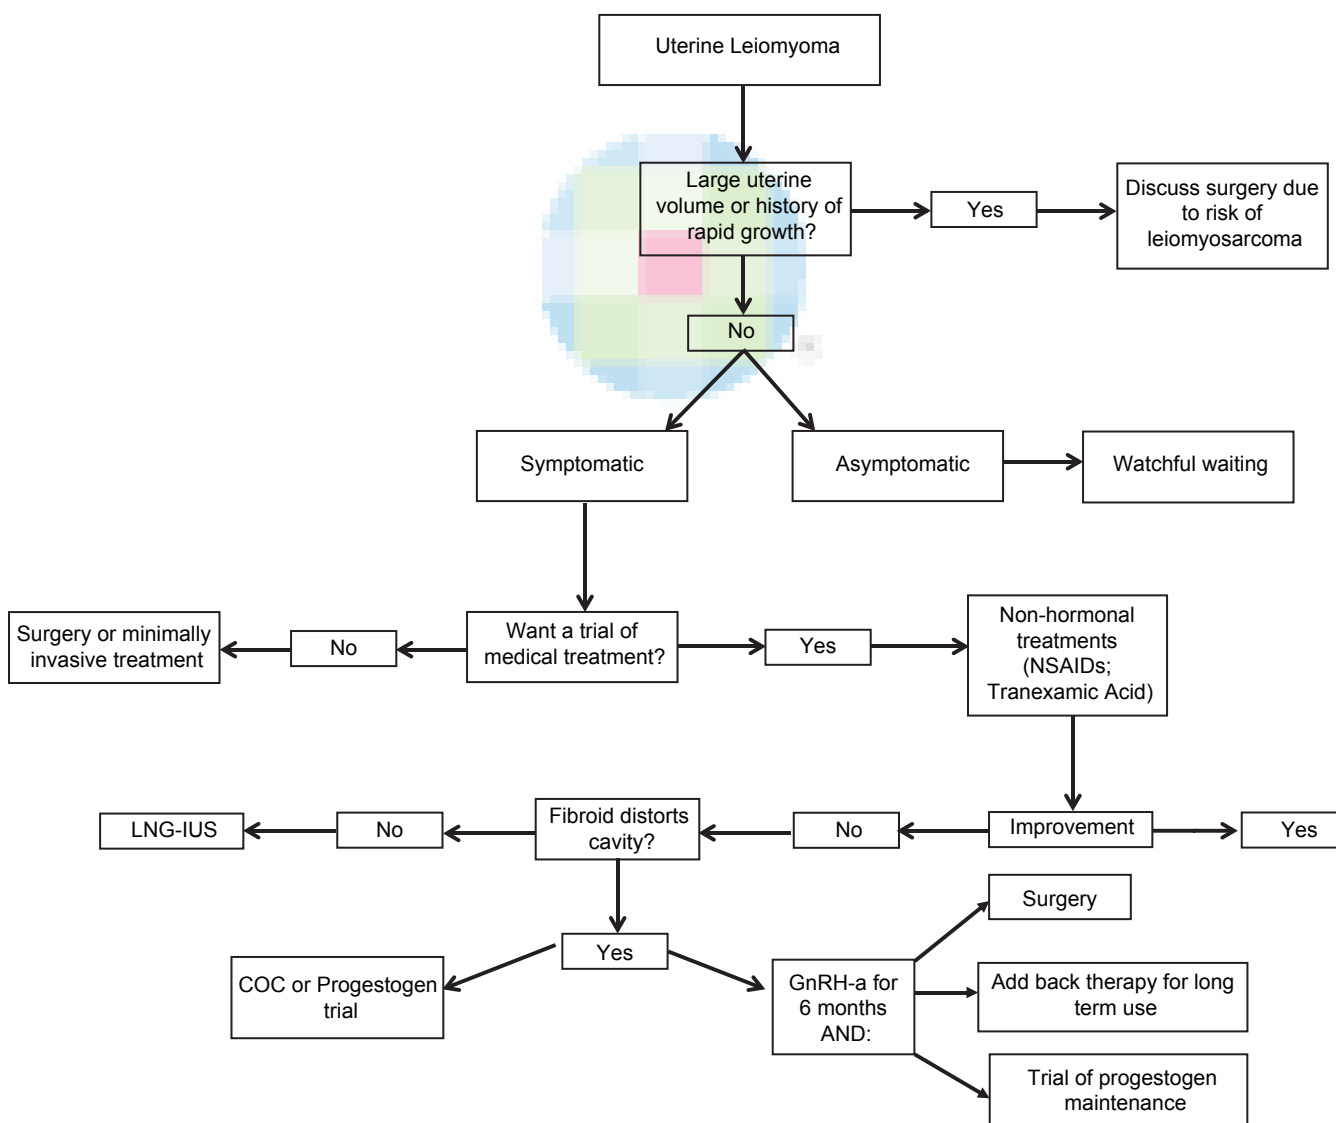 Uterine Leiomyoma
Large uterine
volume or history of
rapid growth?
Yes
Discuss surgery due
to risk of
leiomyosarcoma
No
Symptomatic
Asymptomatic
Watchful waiting
Surgery or minimally
invasive treatment
No
Want a trial of
medical treatment?
Yes
Non-hormonal
treatments
(NSAIDs;
Tranexamic Acid)
LNG-IUS
No
Fibroid distorts
cavity?
No
Improvement
Yes
Surgery
Yes
COC or Progestogen
trial
GnRH-a for
6 months
AND:
Add back therapy for long
term use
Trial of progestogen
maintenance